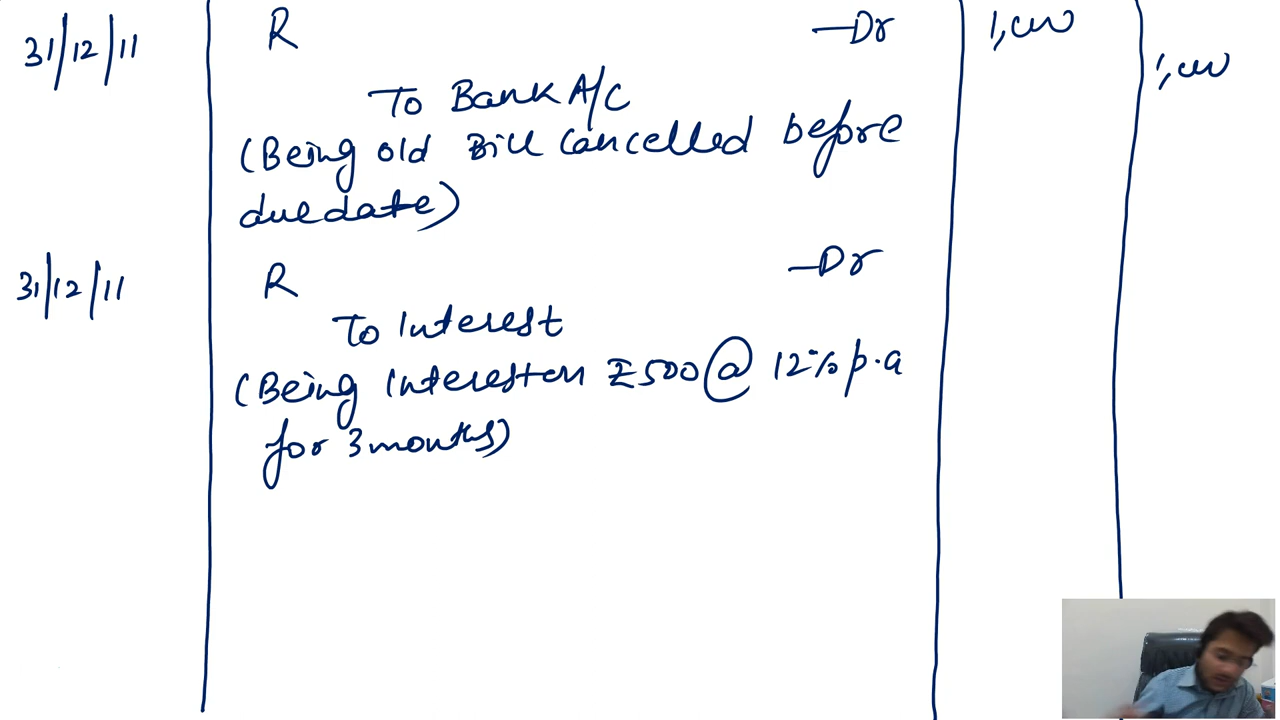 31/12/11 R —Dr 1,000
To Bank A/C 1,000
(Being old Bill Cancelled before
due date)
31/12/11 R —Dr
To Interest
(Being Interest on ₹500 @ 12% p.a
for 3 months)